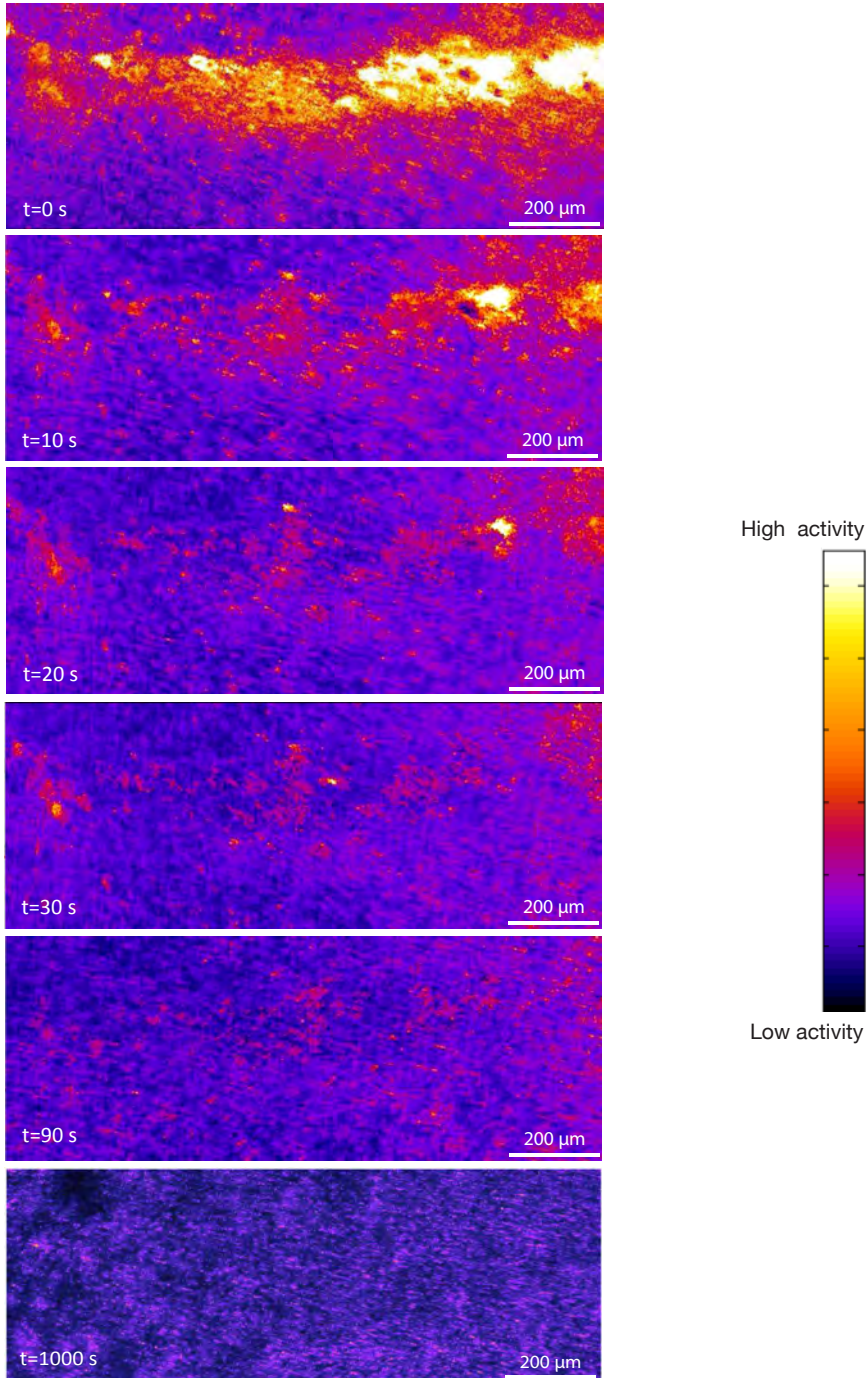 t=0 s
200 µm
t=10 s
200 µm
t=20 s
200 µm
High activity
t=30 s
200 µm
t=90 s
200 µm
Low activity
t=1000 s
200 µm